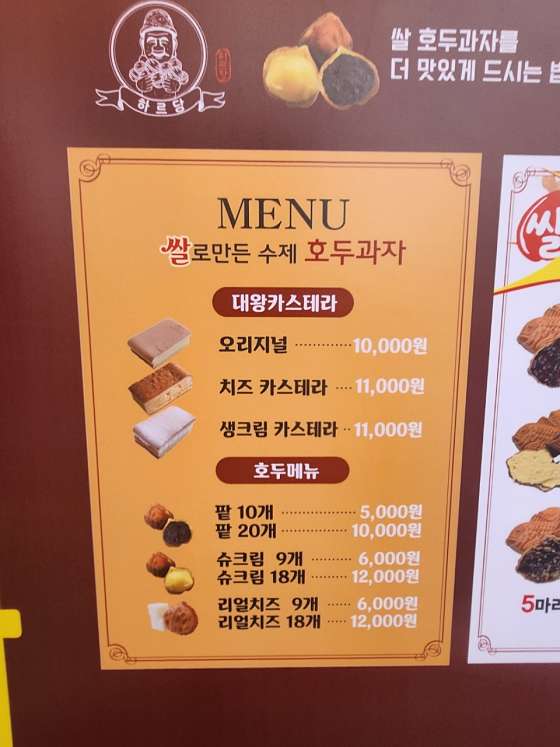 하르당
쌀 호두과자를
더 맛있게 드시는
MENU
쌀로만든 수제 호두과자
대왕카스테라
오리지널 ············· 10,000원
치즈 카스테라 ···· 11,000원
생크림 카스테라 ·· 11,000원
호두메뉴
팥 10개 ············· 5,000원
팥 20개 ··········· 10,000원
슈크림 9개 ········· 6,000원
슈크림 18개 ········· 12,000원
리얼치즈 9개 ······ 6,000원
리얼치즈 18개 ······ 12,000원
쌀
5마리